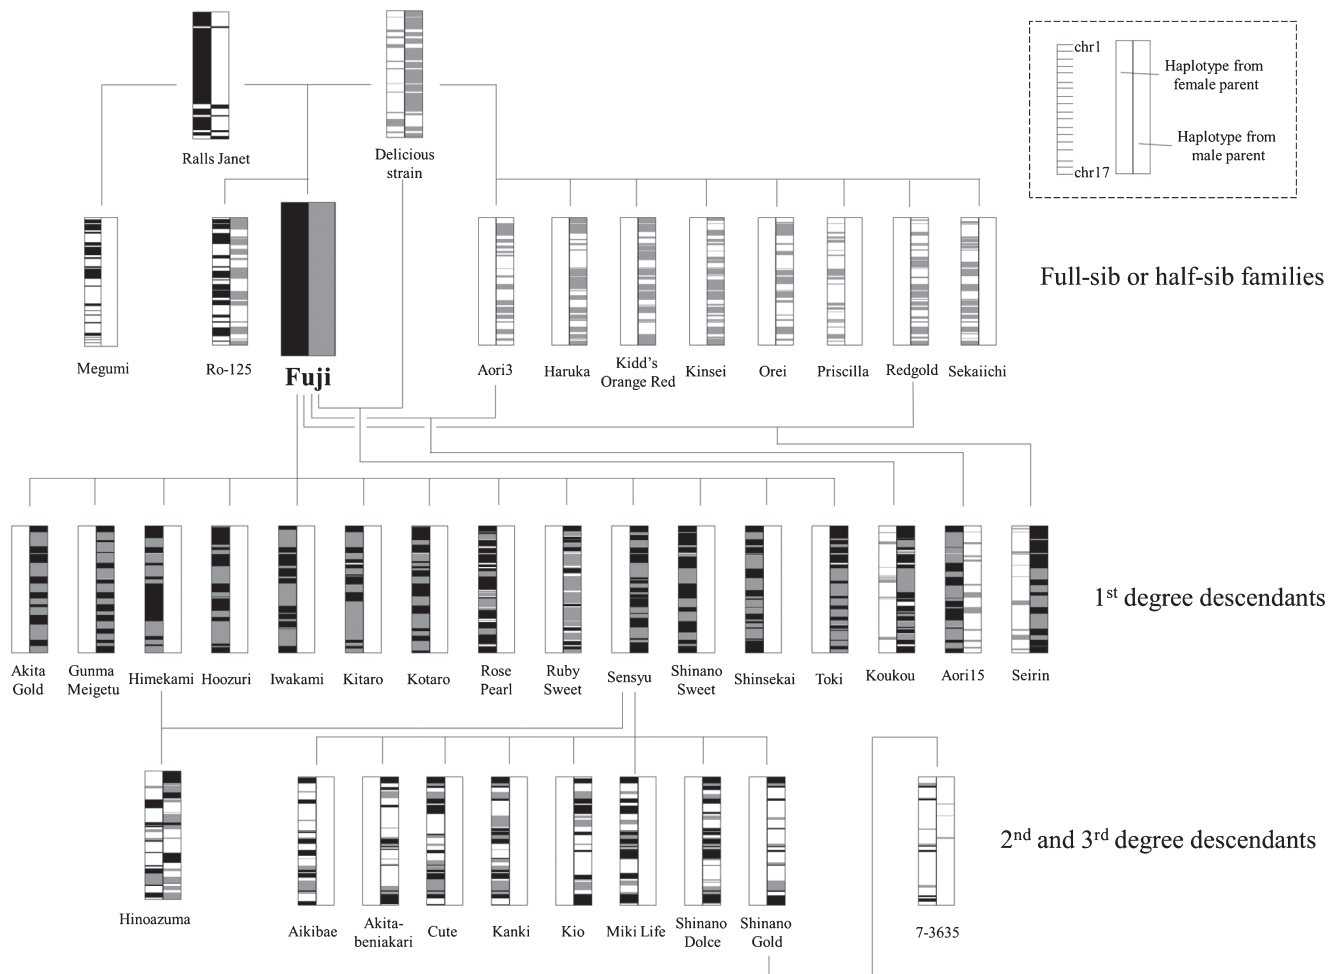 Ralls Janet
Delicious
strain
chr1
Haplotype from
female parent
Haplotype from
male parent
chr17
Full-sib or half-sib families
Megumi
Ro-125
Fuji
Aori3
Haruka
Kidd's
Orange Red
Kinsei
Orei
Priscilla
Redgold
Sekaiichi
1st degree descendants
Akita
Gold
Gunma
Meigetu
Himekami
Hoozuri
Iwakami
Kitaro
Kotaro
Rose
Pearl
Ruby
Sweet
Sensyu
Shinano
Sweet
Shinsekai
Toki
Koukou
Aori15
Seirin
2nd and 3rd degree descendants
Hinoazuma
Aikibae
Akita-
beniakari
Cute
Kanki
Kio
Miki Life
Shinano
Dolce
Shinano
Gold
7-3635